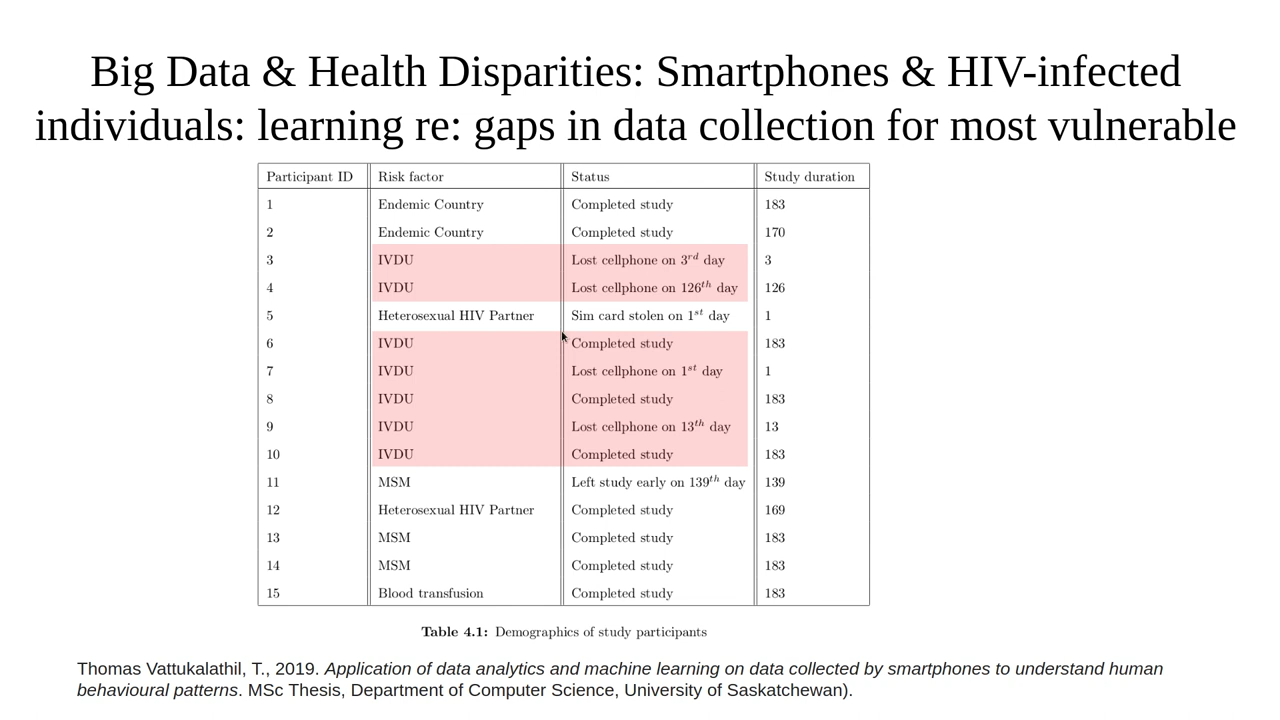 Big Data & Health Disparities: Smartphones & HIV-infected
individuals: learning re: gaps in data collection for most vulnerable
Participant ID Risk factor Status Study duration
1 Endemic Country Completed study 183
2 Endemic Country Completed study 170
3 IVDU Lost cellphone on 3rd day 3
4 IVDU Lost cellphone on 126th day 126
5 Heterosexual HIV Partner Sim card stolen on 1st day 1
6 IVDU Completed study 183
7 IVDU Lost cellphone on 1st day 1
8 IVDU Completed study 183
9 IVDU Lost cellphone on 13th day 13
10 IVDU Completed study 183
11 MSM Left study early on 139th day 139
12 Heterosexual HIV Partner Completed study 169
13 MSM Completed study 183
14 MSM Completed study 183
15 Blood transfusion Completed study 183
Table 4.1: Demographics of study participants
Thomas Vattukalathil, T., 2019. Application of data analytics and machine learning on data collected by smartphones to understand human
behavioural patterns. MSc Thesis, Department of Computer Science, University of Saskatchewan).